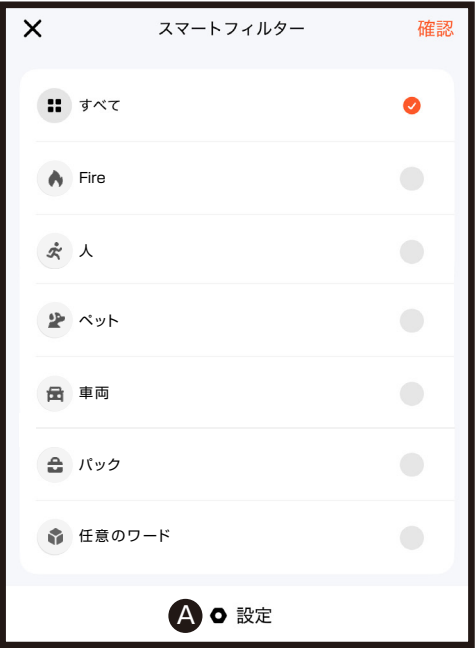 スマートフィルター 確認
すべて
Fire
人
ペット
車両
パック
任意のワード
A 設定